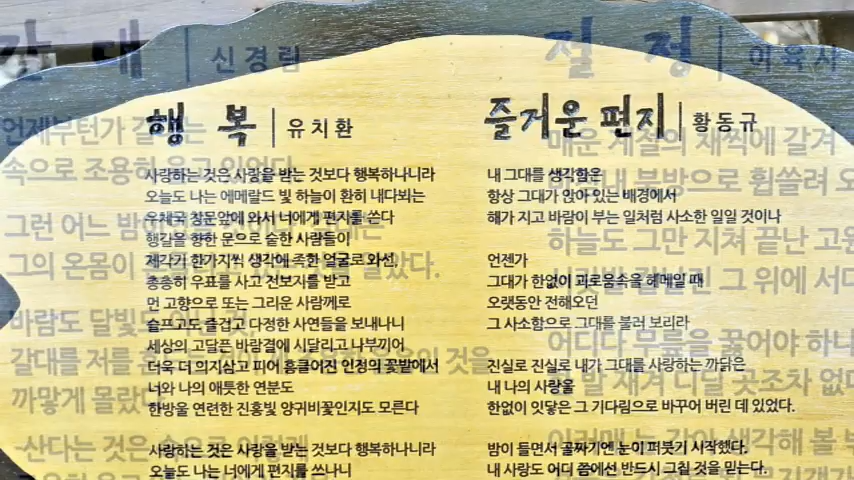 갈 대 | 신경림
절 정 | 이육사
행 복 | 유치환
사랑하는 것은 사랑을 받는 것보다 행복하나니라
오늘도 나는 에메랄드 빛 하늘이 환히 내다뵈는
우체국 창문앞에 와서 너에게 편지를 쓴다
행길을 향한 문으로 숱한 사람들이
제각기 한가지씩 생각에 족한 얼굴로 와선,
총총히 우표를 사고 전보지를 받고
먼 고향으로 또는 그리운 사람께로
슬프고도 즐겁고 다정한 사연들을 보내나니
세상의 고달픈 바람결에 시달리고 나부끼어
더욱 더 의지삼고 피어 흥클어진 인정의 꽃밭에서
너와 나의 애틋한 연분도
한방울 연련한 진홍빛 양귀비꽃인지도 모른다
사랑하는 것은 사랑을 받는 것보다 행복하나니라
오늘도 나는 너에게 편지를 쓰나니
즐거운 편지 | 황동규
내 그대를 생각함은
항상 그대가 앉아 있는 배경에서
해가 지고 바람이 부는 일처럼 사소한 일일 것이나
언젠가
그대가 한없이 괴로움속을 헤메일 때
오랫동안 전해오던
그 사소함으로 그대를 불러 보리라
진실로 진실로 내가 그대를 사랑하는 까닭은
내 나의 사랑을
한없이 잇닿은 그 기다림으로 바꾸어 버린 데 있었다.
밤이 들면서 골짜기엔 눈이 퍼붓기 시작했다.
내 사랑도 어디 쯤에선 반드시 그칠 것을 믿는다.
언제부턴가 갈 는
속으로 조용히 울고 있었다
그런 어느 밤이
그의 온몸이 알았다.
바람도 달빛도
갈대를 저를 것을
까맣게 몰랐다
-산다는 것은 속으로 이렇게
매운 계절의 채찍에 갈겨
북방으로 휩쓸려 오
하늘도 그만 지쳐 끝난 고원
그 위에 서다
어디다 무릎을 꿇어야 하나
발 재겨 디딜 곳조차 없다
이러매 눈 감아 생각해 볼